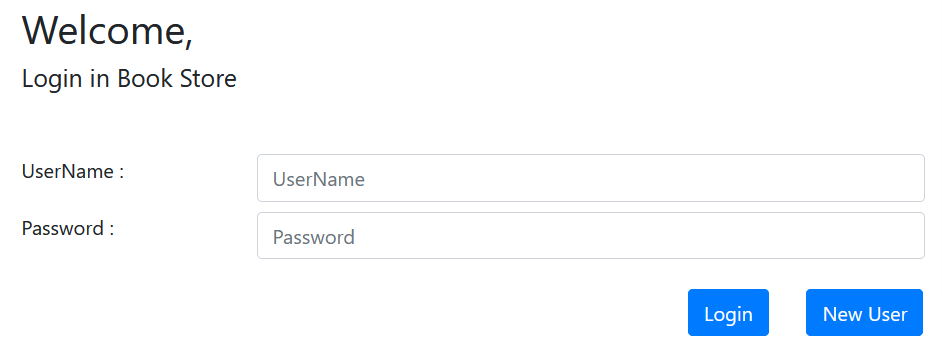 Welcome,
Login in Book Store
UserName :
UserName
Password :
Password
Login
New User